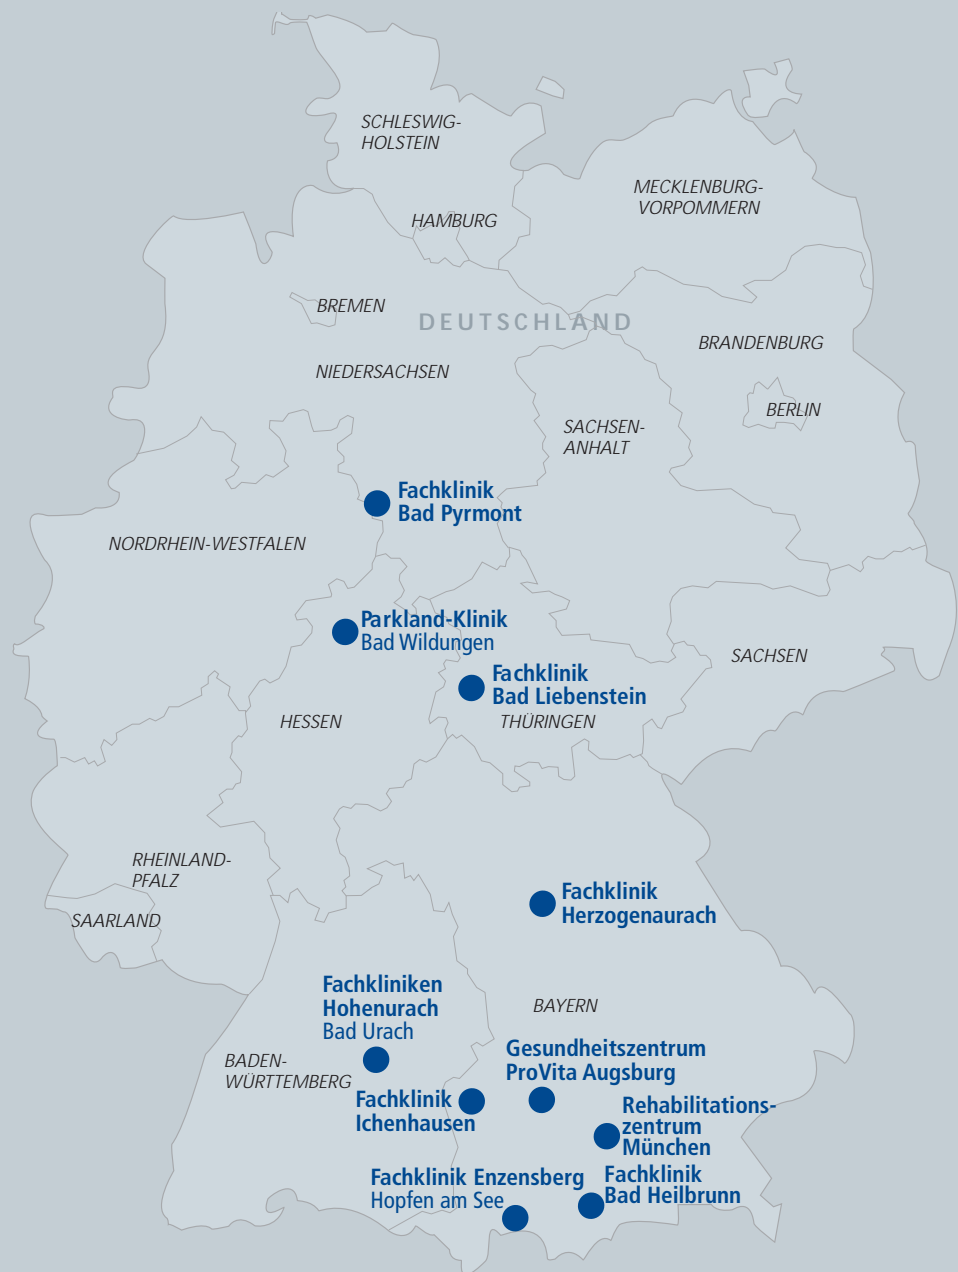 SCHLESWIG-
HOLSTEIN
MECKLENBURG-
VORPOMMERN
HAMBURG
BREMEN
DEUTSCHLAND
BRANDENBURG
NIEDERSACHSEN
BERLIN
SACHSEN-
ANHALT
Fachklinik
Bad Pyrmont
NORDRHEIN-WESTFALEN
Parkland-Klinik
Bad Wildungen
SACHSEN
Fachklinik
Bad Liebenstein
HESSEN
THÜRINGEN
RHEINLAND-
PFALZ
Fachklinik
Herzogenaurach
SAARLAND
Fachkliniken
Hohenurach
Bad Urach
BAYERN
Gesundheitszentrum
ProVita Augsburg
BADEN-
WÜRTTEMBERG
Fachklinik
Ichenhausen
Rehabilitations-
zentrum
München
Fachklinik Enzensberg
Hopfen am See
Fachklinik
Bad Heilbrunn